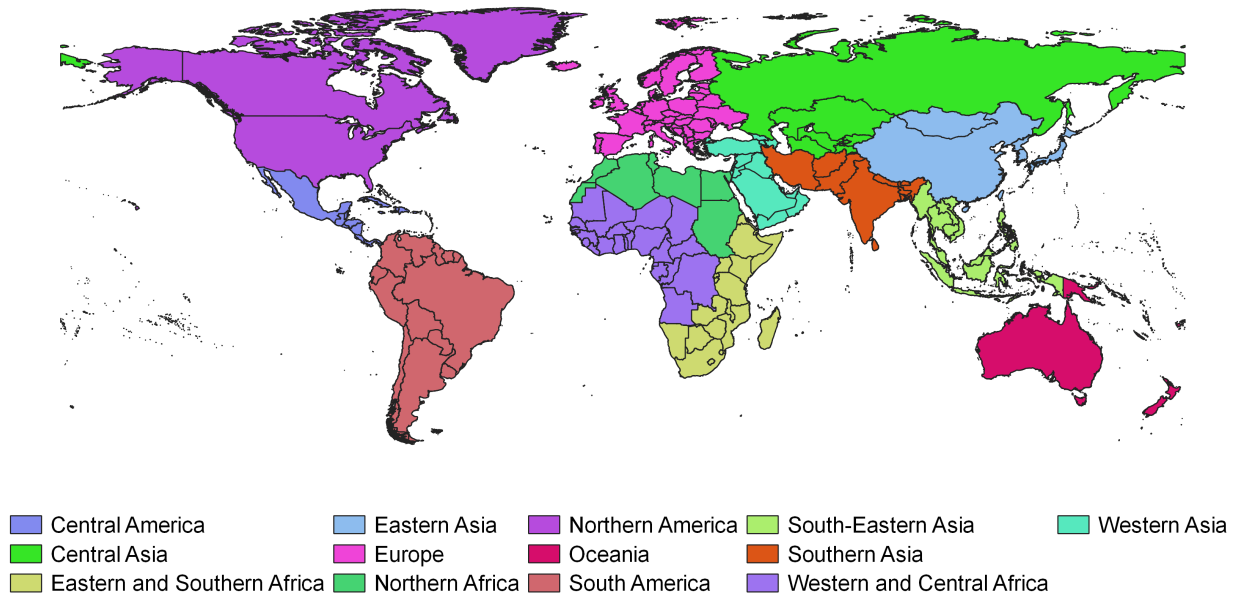 Central America Eastern Asia Northern America South-Eastern Asia Western Asia
Central Asia Europe Oceania Southern Asia
Eastern and Southern Africa Northern Africa South America Western and Central Africa